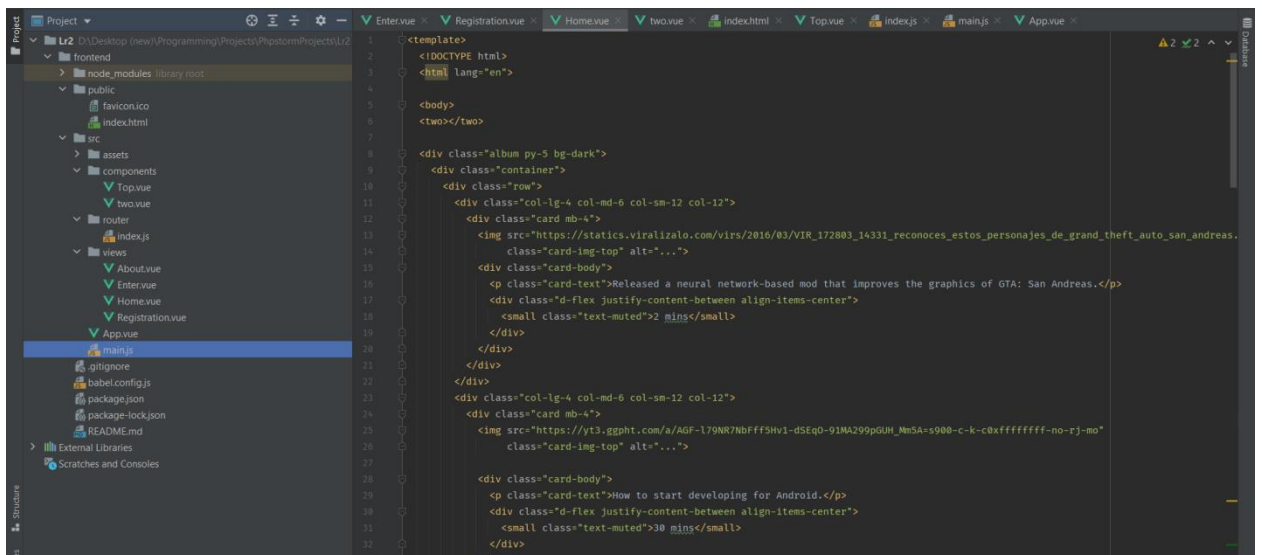 Project
Enter.vue Registration.vue Home.vue two.vue index.html Top.vue index.js main.js App.vue
Project
Lr2 D:\Desktop (new)\Programming\Projects\PhpstormProjects\Lr2
frontend
node_modules library root
public
favicon.ico
index.html
src
assets
components
Top.vue
two.vue
router
index.js
views
About.vue
Enter.vue
Home.vue
Registration.vue
App.vue
main.js
.gitignore
babel.config.js
package.json
package-lock.json
README.md
External Libraries
Scratches and Consoles
Structure
1 <template>
2 <!DOCTYPE html>
3 <html lang="en">
4
5 <body>
6 <two></two>
7
8 <div class="album py-5 bg-dark">
9 <div class="container">
10 <div class="row">
11 <div class="col-lg-4 col-md-6 col-sm-12 col-12">
12 <div class="card mb-4">
13 <img src="https://statics.viralizalo.com/virs/2016/03/VIR_172803_14331_reconoces_estos_personajes_de_grand_theft_auto_san_andreas.
14 class="card-img-top" alt="...">
15 <div class="card-body">
16 <p class="card-text">Released a neural network-based mod that improves the graphics of GTA: San Andreas.</p>
17 <div class="d-flex justify-content-between align-items-center">
18 <small class="text-muted">2 mins</small>
19 </div>
20 </div>
21 </div>
22 </div>
23 <div class="col-lg-4 col-md-6 col-sm-12 col-12">
24 <div class="card mb-4">
25 <img src="https://yt3.ggpht.com/a/AGF-l79NR7NbFff5Hv1-dSEqO-91MA299pGUH_Mm5A=s900-c-k-c0xffffffff-no-rj-mo"
26 class="card-img-top" alt="...">
27
28 <div class="card-body">
29 <p class="card-text">How to start developing for Android.</p>
30 <div class="d-flex justify-content-between align-items-center">
31 <small class="text-muted">30 mins</small>
32 </div>
2 2
Database